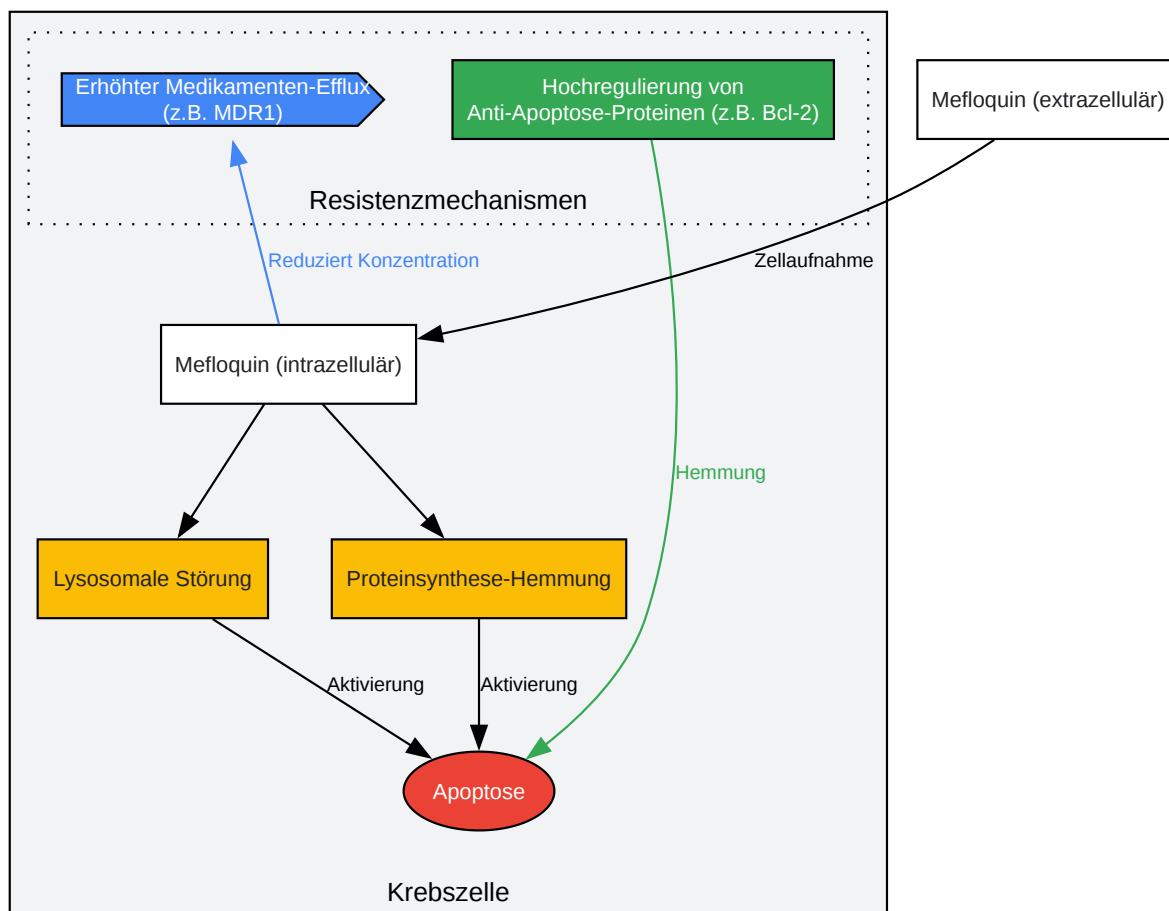 Erhöhter Medikamenten-Efflux
(z.B. MDR1)
Hochregulierung von
Anti-Apoptose-Proteinen (z.B. Bcl-2)
Mefloquin (extrazellulär)
Resistenzmechanismen
Reduziert Konzentration
Zellaufnahme
Mefloquin (intrazellulär)
Hemmung
Lysosomale Störung
Proteinsynthese-Hemmung
Aktivierung
Aktivierung
Apoptose
Krebszelle